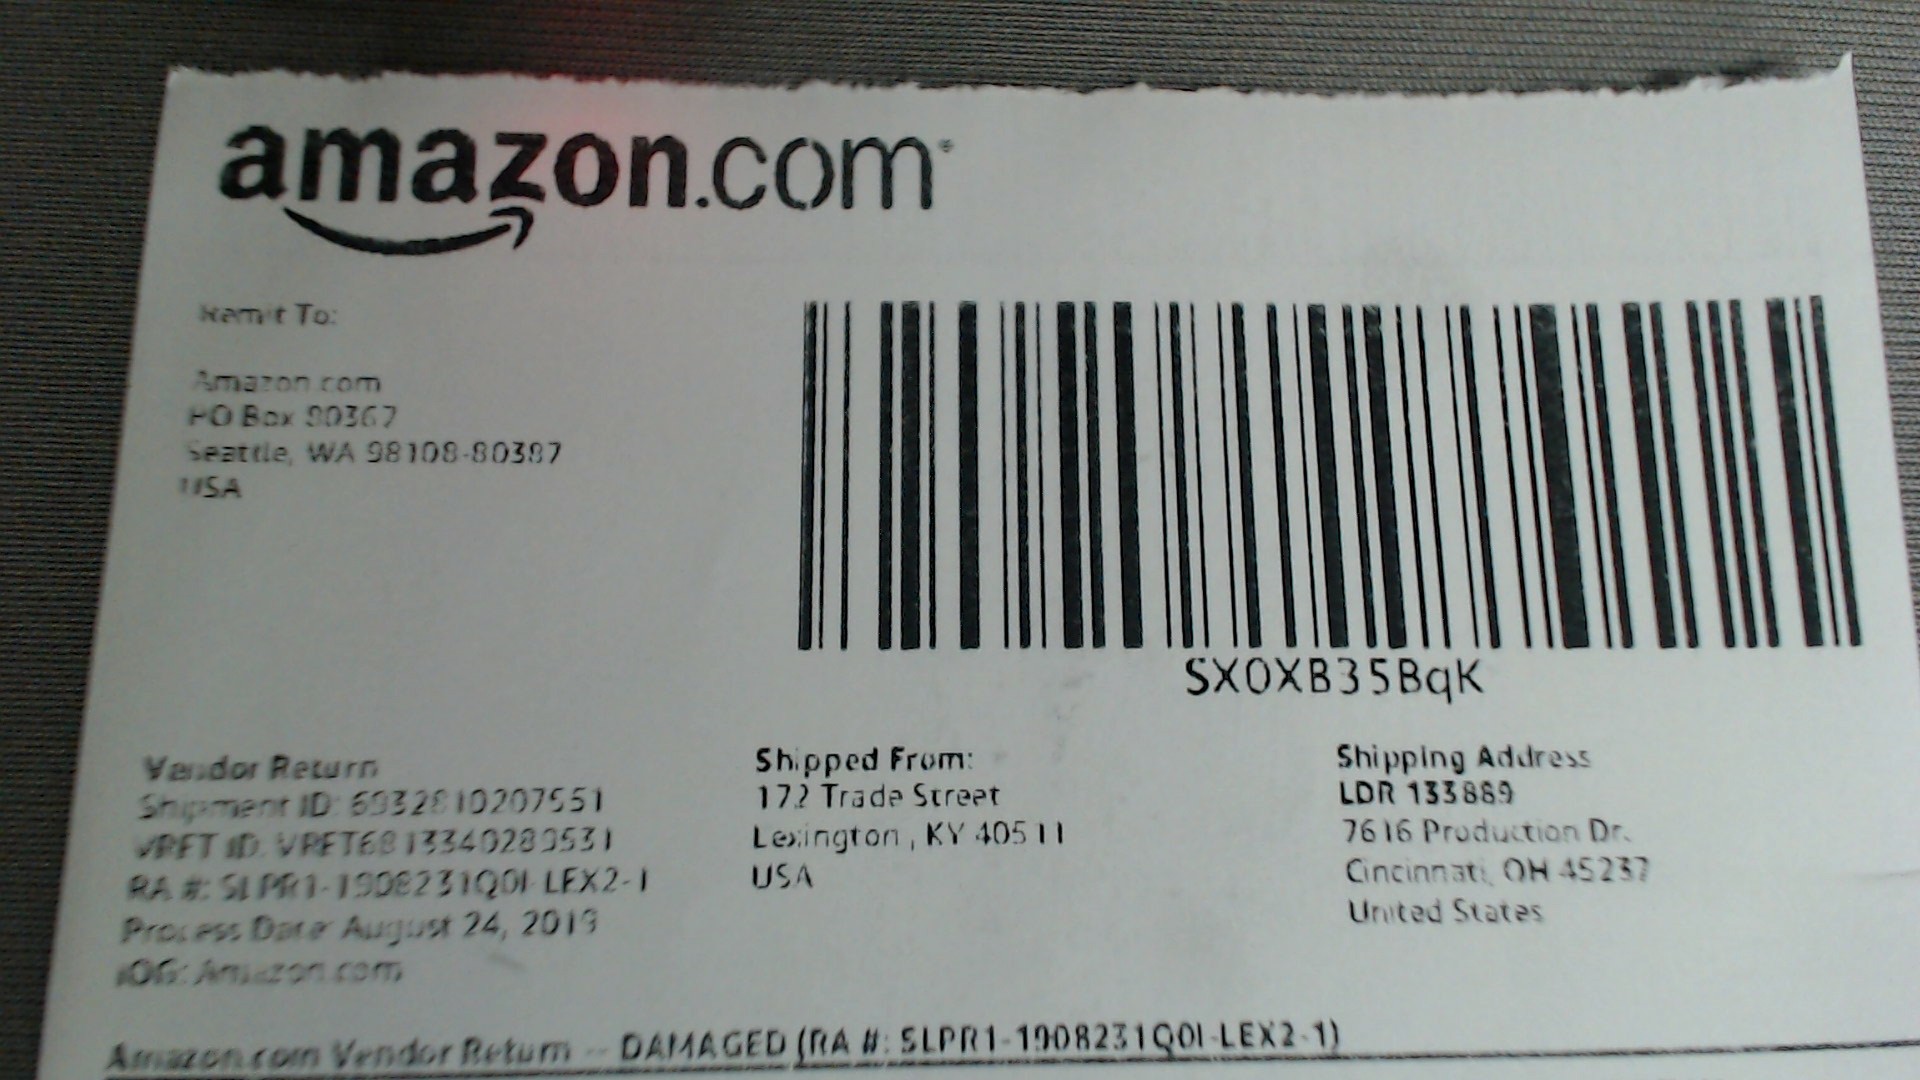 amazon.com
Remit To:
Amazon.com
PO Box 80367
Seattle, WA 98108-80387
USA
SX0XB35BqK
Vendor Return
Shipment ID: 6932810207551
VRET ID: VRET6813340280531
RA #: SLPR1-1908231Q0I-LEX2-1
Process Date: August 24, 2019
IOG: Amazon.com
Shipped From:
172 Trade Street
Lexington , KY 40511
USA
Shipping Address
LDR 133889
7616 Production Dr.
Cincinnati, OH 45237
United States
Amazon.com Vendor Return -- DAMAGED (RA #: SLPR1-1908231Q0I-LEX2-1)